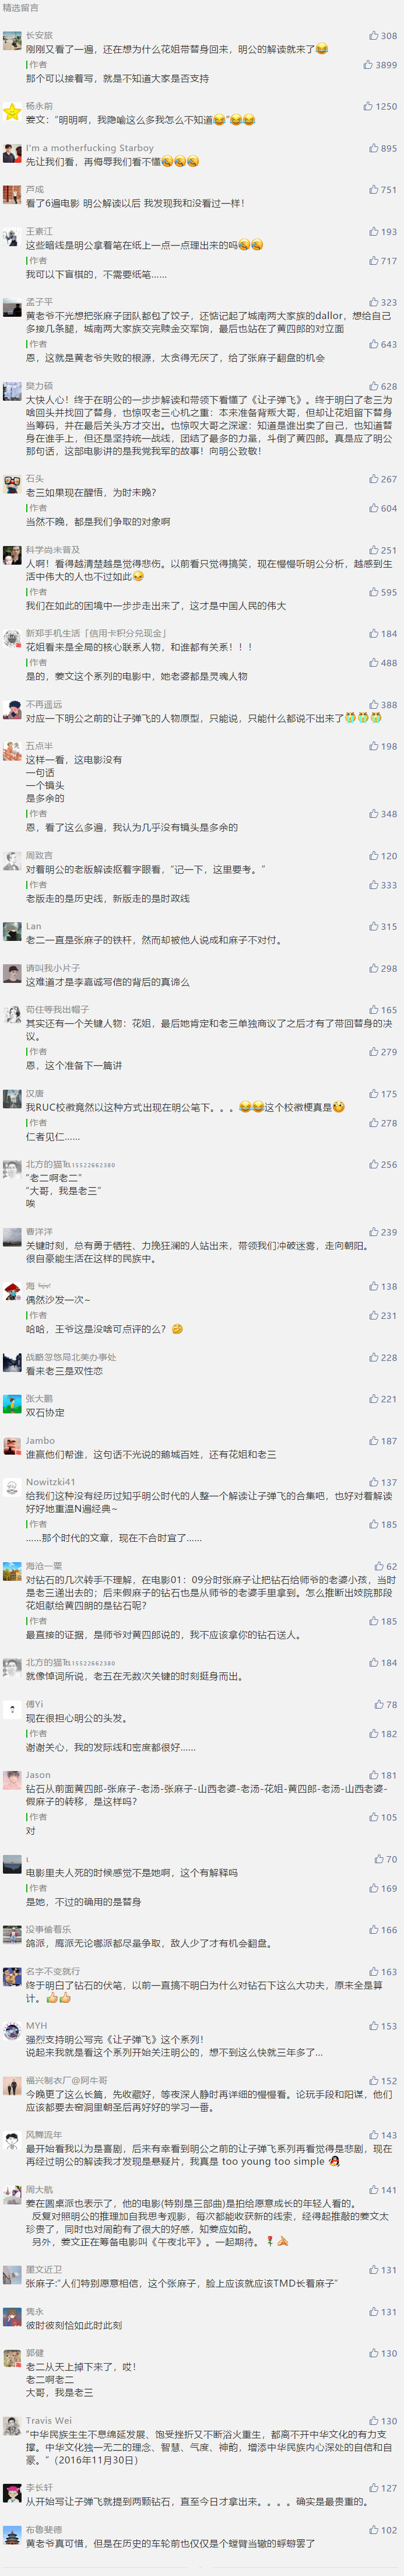 精选留言
长安旅
308
刚刚又看了一遍，还在想为什么花姐带替身回来，明公的解读就来了😂
作者
3899
那个可以接着写，就是不知道大家是否支持
杨永前
1250
姜文：“明明啊，我隐喻这么多我怎么不知道😂”😂😂
I'm a motherfucking Starboy
895
先让我们看，再侮辱我们看不懂🤣🤣🤣
芦成
751
看了6遍电影 明公解读以后 我发现我和没看过一样！
王素江
193
这些暗线是明公拿着笔在纸上一点一点理出来的吗🤣🤣
作者
717
我可以下盲棋的，不需要纸笔……
孟子平
323
黄老爷不光想把张麻子团队都包了饺子，还惦记起了城南两大家族的dallor，想给自己
多接几条腿，城南两大家族交完赎金交军饷，最后也站在了黄四郎的对立面
作者
643
恩，这就是黄老爷失败的根源，太贪得无厌了，给了张麻子翻盘的机会
樊力硕
628
大快人心！终于在明公的一步步解读和带领下看懂了《让子弹飞》。终于明白了老三为
啥回头并找回了替身，也惊叹老三心机之重：本来准备背叛大哥，但却让花姐留下替身
当筹码，并在最后关头方才交出。也惊叹大哥之深邃：知道是谁出卖了自己，也知道替
身在谁手上，但还是坚持统一战线，团结了最多的力量，斗倒了黄四郎。真是应了明公
那句话，这部电影讲的是我党我军的故事！向明公致敬！
石头
267
老三如果现在醒悟，为时未晚？
作者
604
当然不晚，都是我们争取的对象啊
科学尚未普及
251
人啊！看得越清楚越是觉得悲伤。以前看只觉得搞笑，现在慢慢听明公分析，越感到生
活中伟大的人也不过如此
作者
595
我们在如此的困境中一步步走出来了，这才是中国人民的伟大
新郑手机生活「信用卡积分兑现金」
184
花姐看来是全局的核心联系人物，和谁都有关系！！！
作者
488
是的，姜文这个系列的电影中，她老婆都是灵魂人物
不再遥远
388
对应一下明公之前的让子弹飞的人物原型，只能说，只能什么都说不出来了😭😭😭
五点半
198
这样一看，这电影没有
一句话
一个镜头
是多余的
作者
348
恩，看了这么多遍，我认为几乎没有镜头是多余的
周政言
120
对着明公的老版解读抠着字眼看，“记一下，这里要考。”
作者
333
老版走的是历史线，新版走的是时政线
Lan
315
老二一直是张麻子的铁杆，然而却被他人说成和麻子不对付。
请叫我小片子
298
这难道才是李嘉诚写信的背后的真谛么
苟住等我出帽子
165
其实还有一个关键人物：花姐，最后她肯定和老三单独商议了之后才有了带回替身的决
议。
作者
279
恩，这个准备下一篇讲
汉唐
175
我RUC校徽竟然以这种方式出现在明公笔下。。。😂😂这个校徽梗真是
作者
278
仁者见仁……
北方的猫℡15522662380
256
“老二啊老二”
“大哥，我是老三”
唉
曹洋洋
239
关键时刻，总有勇于牺牲、力挽狂澜的人站出来，带领我们冲破迷雾，走向朝阳。
很自豪能生活在这样的民族中。
海
138
偶然沙发一次~
作者
231
哈哈，王爷这是没啥可点评的么？
战略忽悠局北美办事处
228
看来老三是双性恋
张大鹏
221
双石协定
Jambo
187
谁赢他们帮谁，这句话不光说的鹅城百姓，还有花姐和老三
Nowitzki41
137
给我们这种没有经历过知乎明公时代的人整一个解读让子弹飞的合集吧，也好对着解读
好好地重温N遍经典~
作者
185
……那个时代的文章，现在不合时宜了……
海沧一粟
62
对钻石的几次转手不理解，在电影01：09分时张麻子让把钻石给师爷的老婆小孩，当时
是老三递出去的；后来假麻子的钻石也是从师爷的老婆手里拿到。怎么推断出妓院那段
花姐献给黄四朗的是钻石呢？
作者
185
最直接的证据，是师爷对黄四郎说的，我不应该拿你的钻石送人。
北方的猫℡15522662380
184
就像悼词所说，老五在无数次关键的时刻挺身而出。
傅Yi
78
现在很担心明公的头发。
作者
182
谢谢关心，我的发际线和密度都很好……
Jason
181
钻石从前面黄四郎-张麻子-老汤-张麻子-山西老婆-老汤-花姐-黄四郎-老汤-山西老婆-
假麻子的转移，是这样吗？
作者
105
对
ι
70
电影里夫人死的时候感觉不是她啊，这个有解释吗
作者
169
是她，不过的确用的是替身
没事偷着乐
166
鸽派，鹰派无论哪派都尽量争取，敌人少了才有机会翻盘。
名字不变就行
163
终于明白了钻石的伏笔，以前一直搞不明白为什么对钻石下这么大功夫，原来全是算
计。👍👍
MYH
153
强烈支持明公写完《让子弹飞》这个系列！
说起来我就是看这个系列开始关注明公的，想不到这么快就三年多了…
福兴制衣厂@阿牛哥
152
今晚更了这么长篇，先收藏好，等夜深人静时再详细的慢慢看。论玩手段和阳谋，他们
应该都要去窑洞里朝圣后再好好的学习一番。
风舞流年
143
最开始看我以为是喜剧，后来有幸看到明公之前的让子弹飞系列再看觉得是悲剧，现在
再经过明公的解读我才发现是悬疑片，我真是 too young too simple
周大航
141
姜在圆桌派也表示了，他的电影(特别是三部曲)是拍给愿意成长的年轻人看的。
反复对照明公的推理加自我思考观影，每次都能收获新的线索，经得起推敲的姜文太
珍贵了，同时也对周韵有了很大的好感，知姜应如韵。
另外，姜文正在筹备电影叫《午夜北平》。一起期待。🌹
墨文近卫
131
张麻子:“人们特别愿意相信，这个张麻子，脸上应该就应该TMD长着麻子”
隽永
131
彼时彼刻恰如此时此刻
郭健
130
老二从天上掉下来了，哎！
老二啊老二
大哥，我是老三
Travis Wei
130
“中华民族生生不息绵延发展、饱受挫折又不断浴火重生，都离不开中华文化的有力支
撑。中华文化独一无二的理念、智慧、气度、神韵，增添中华民族内心深处的自信和自
豪。”（2016年11月30日）
李长轩
127
从开始写让子弹飞就提到两颗钻石，直至今日才拿出来。。。。确实是最贵重的。
布鲁斐德
102
黄老爷真可惜，但是在历史的车轮前也仅仅是个螳臂当辙的蜉蝣罢了